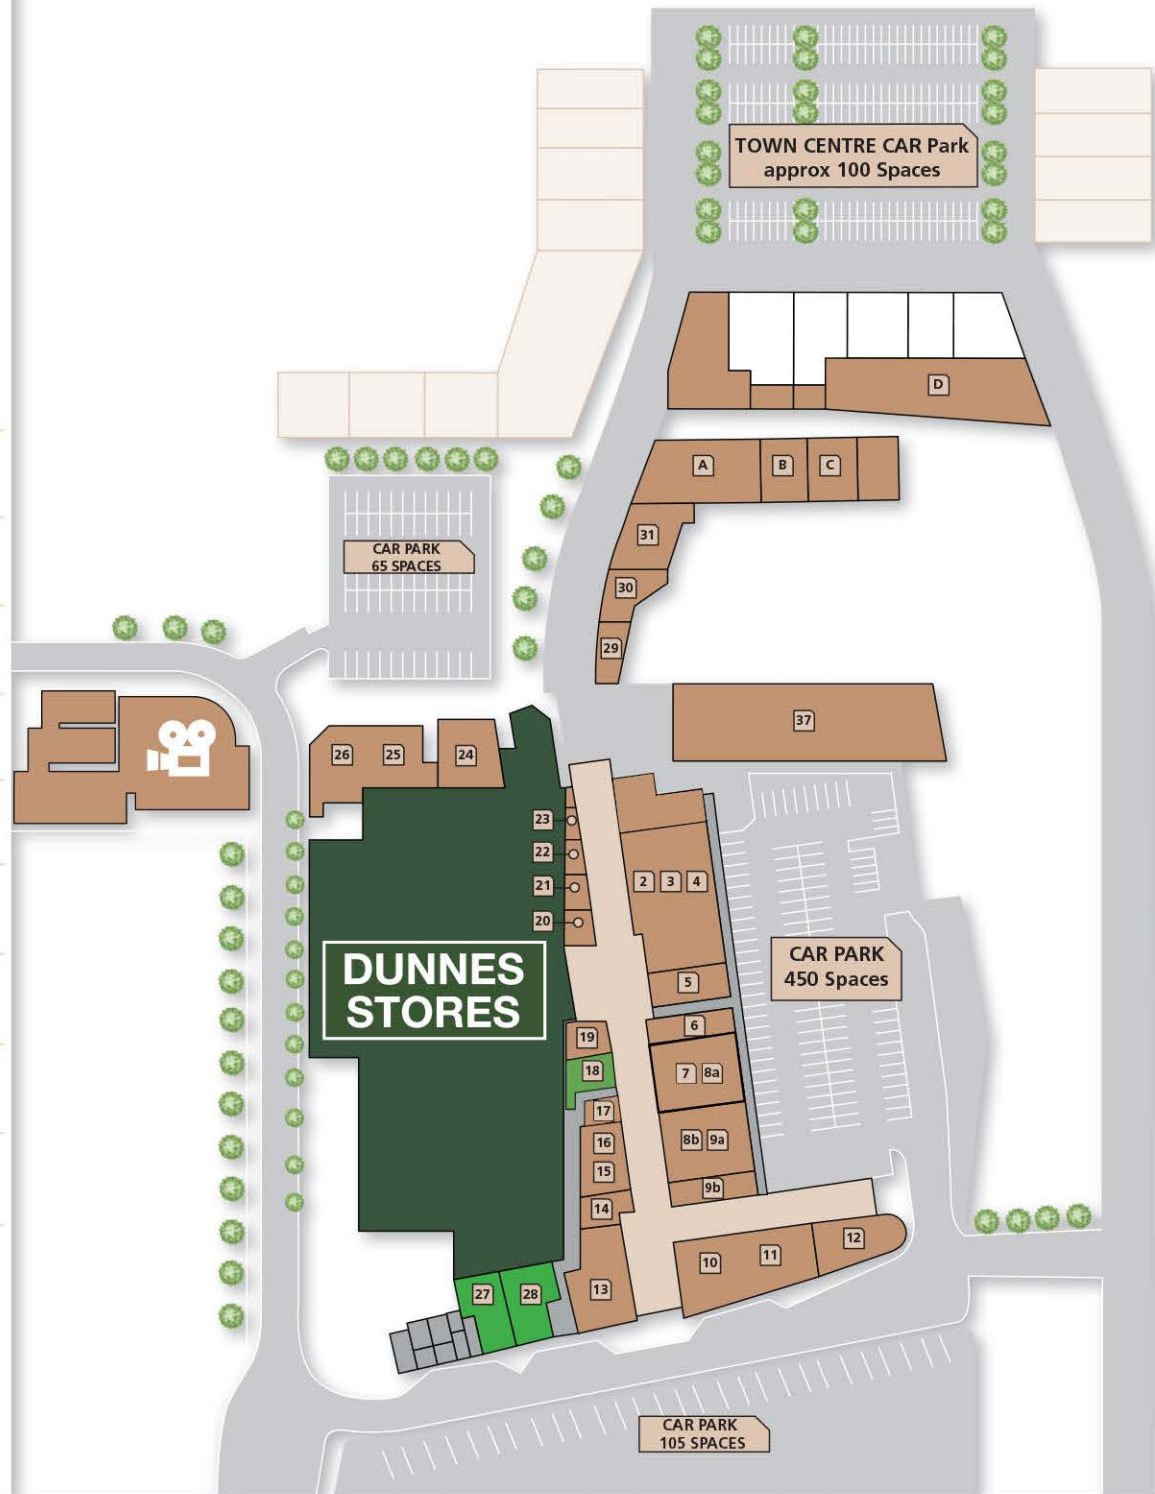 TOWN CENTRE CAR Park
approx 100 Spaces
D
A
B
C
31
CAR PARK
65 SPACES
30
29
37
26
25
24
23
22
21
20
2
3
4
DUNNES
STORES
CAR PARK
450 Spaces
5
6
19
18
7
8a
17
16
15
8b
9a
14
9b
13
10
11
12
27
28
CAR PARK
105 SPACES